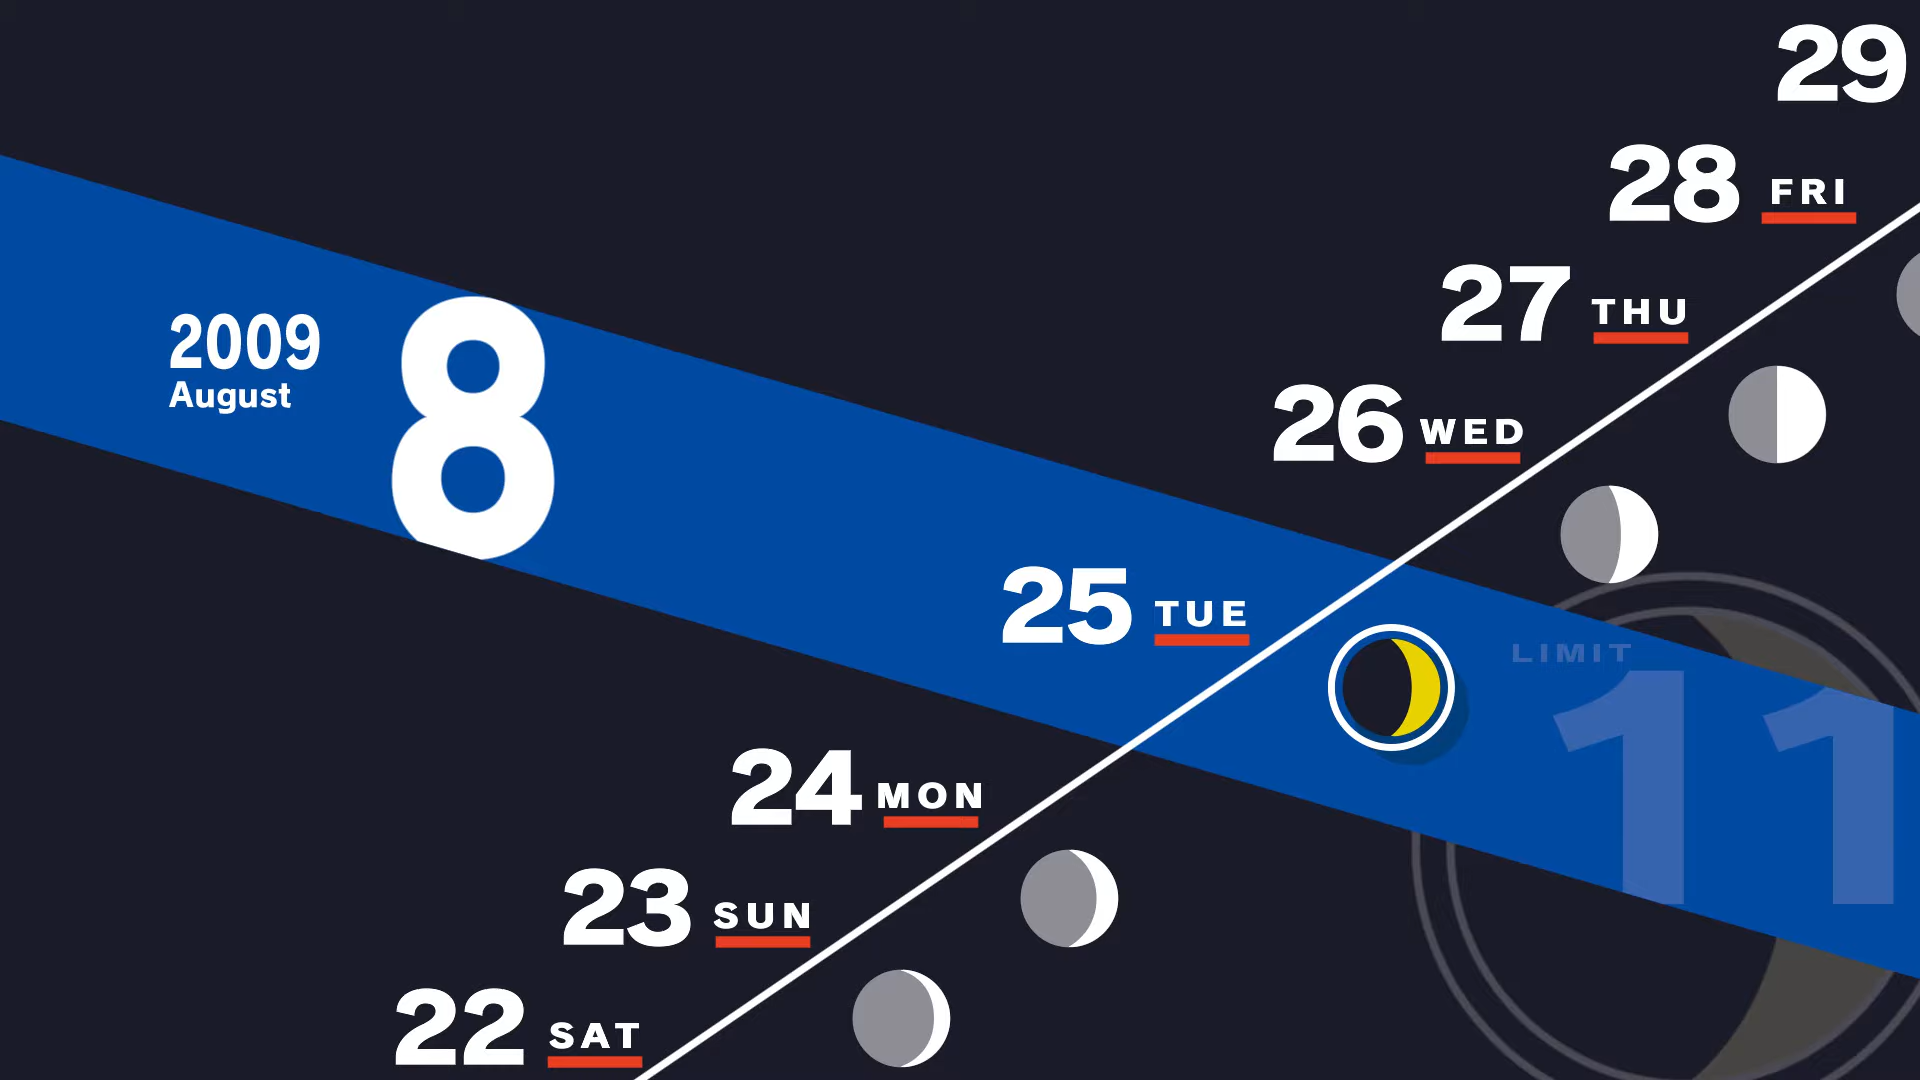 29
28 FRI
27 THU
2009
August
8
26 WED
25 TUE
LIMIT
11
24 MON
23 SUN
22 SAT